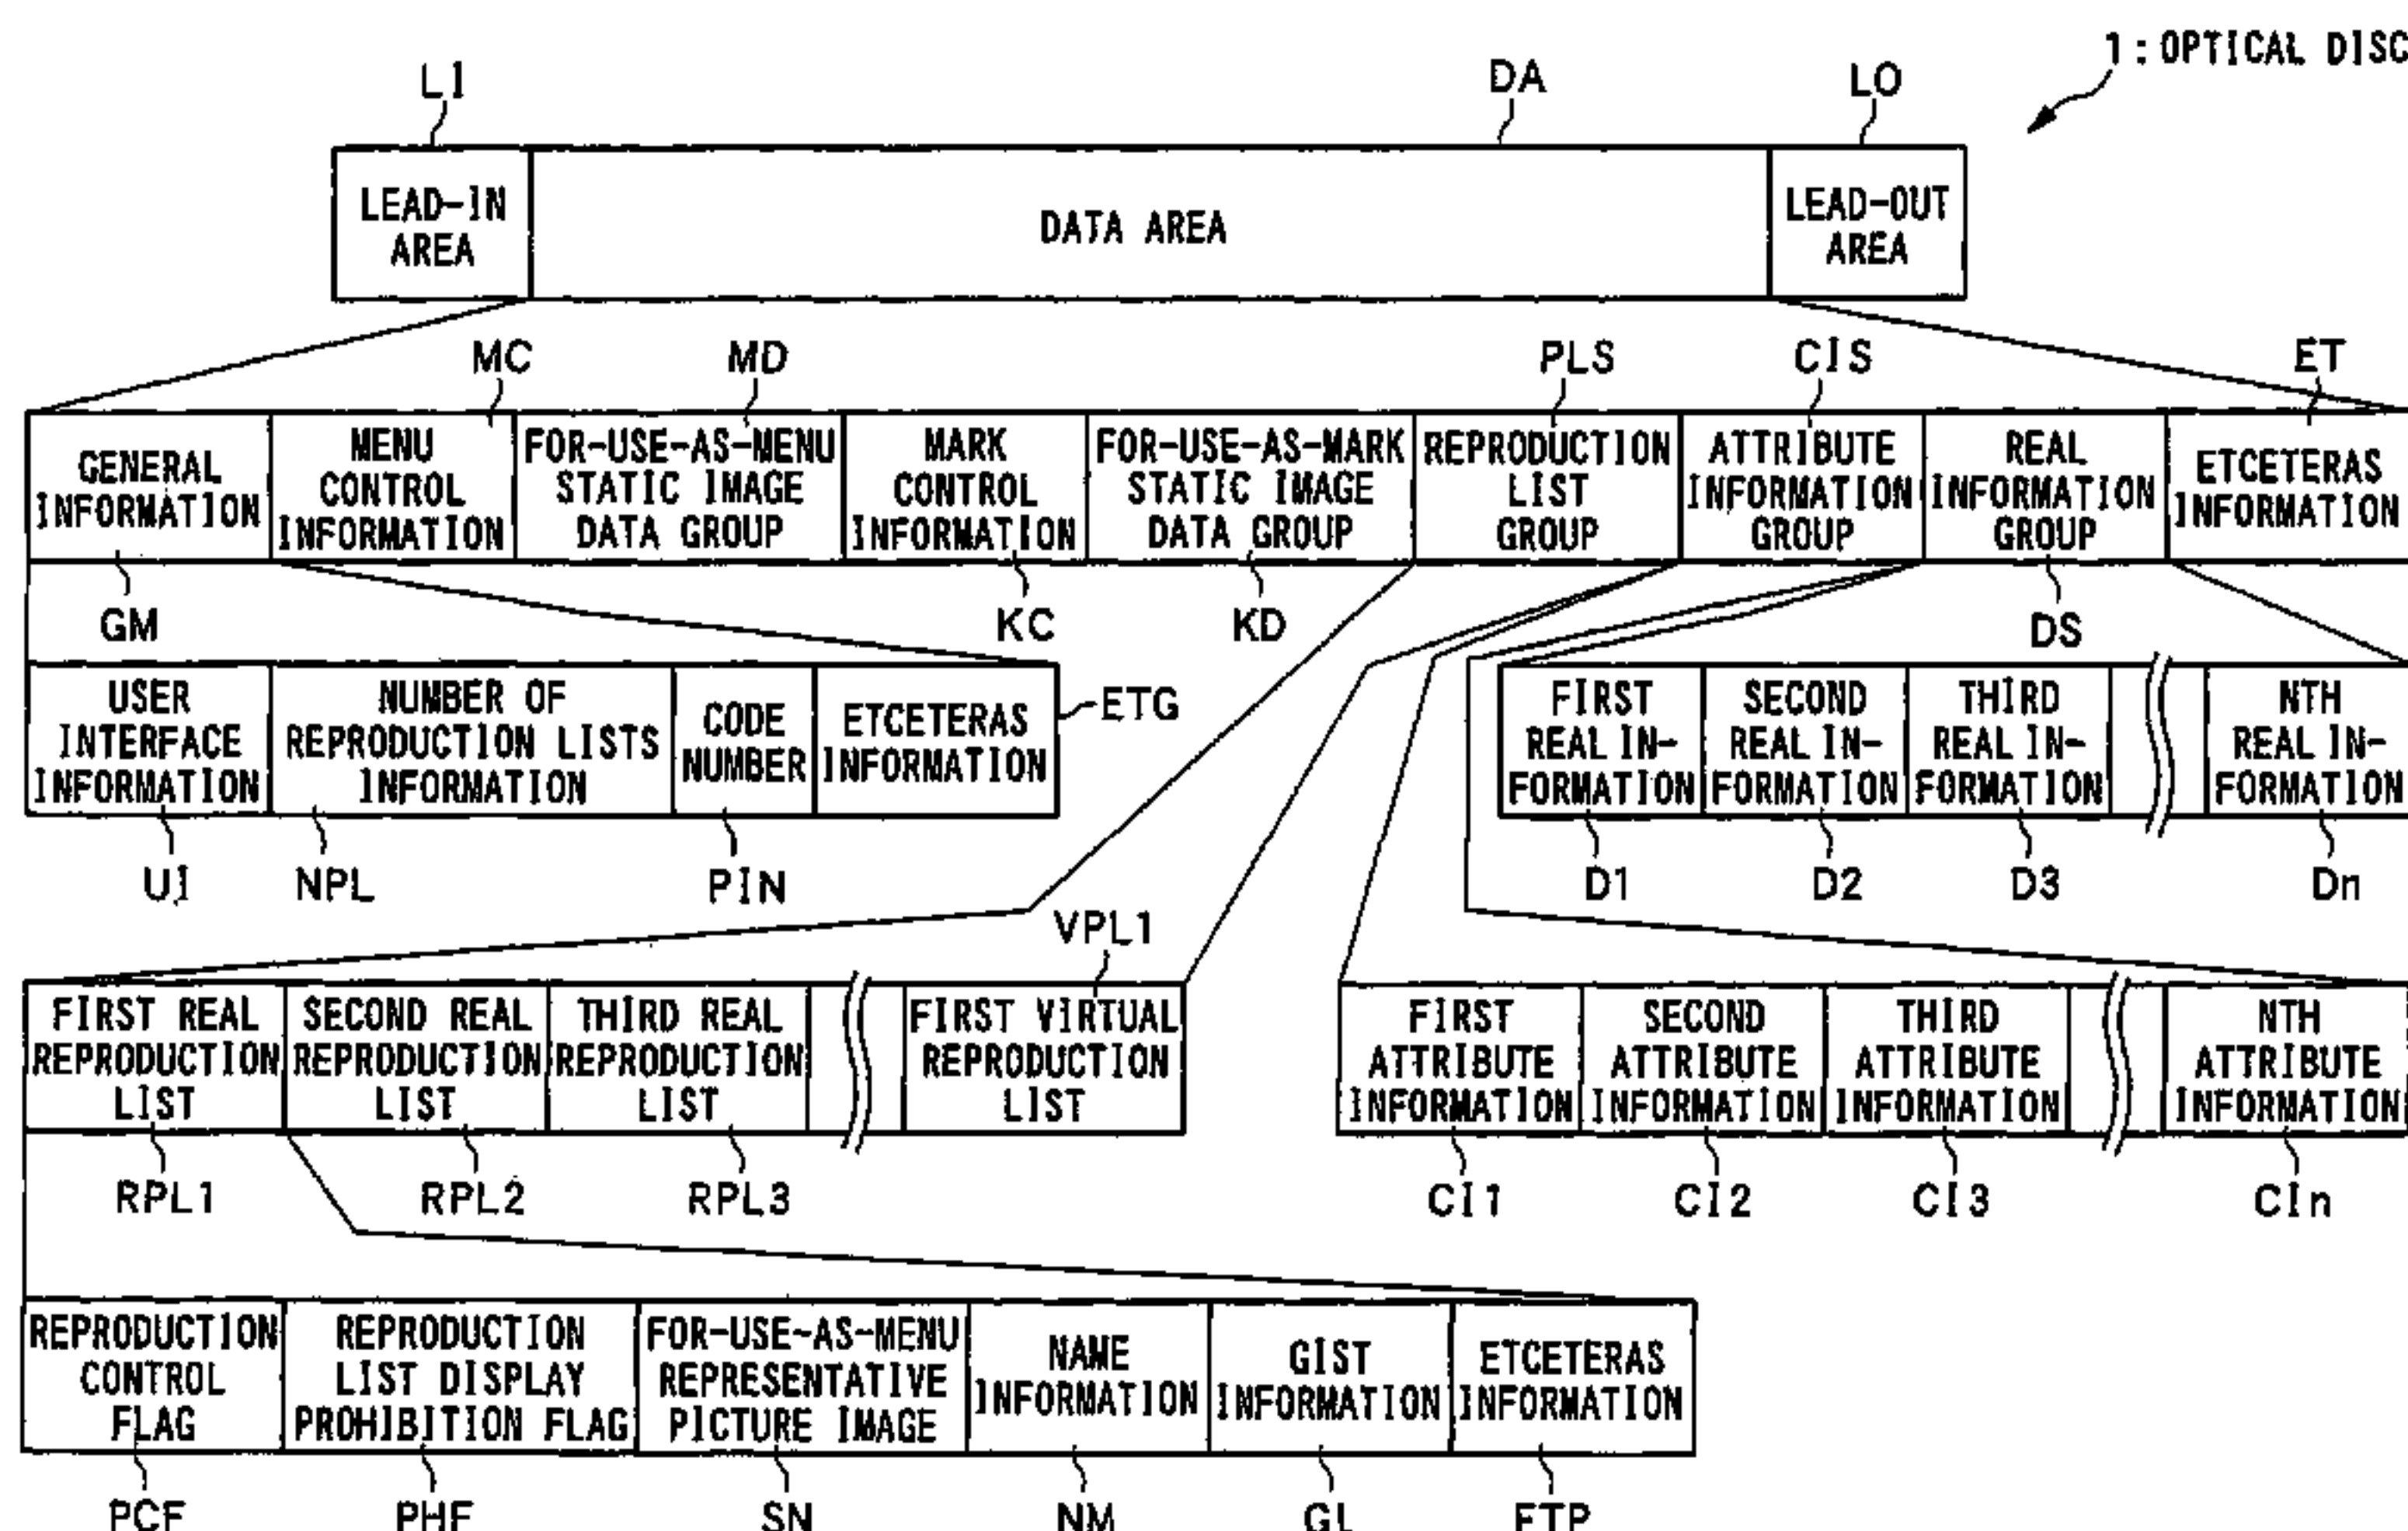 1 : OPTICAL DISC
LI
DA
LO
LEAD-IN
AREA
DATA AREA
LEAD-OUT
AREA
MC
MD
PLS
CIS
ET
GENERAL
INFORMATION
MENU
CONTROL
INFORMATION
FOR-USE-AS-MENU
STATIC IMAGE
DATA GROUP
MARK
CONTROL
INFORMATION
FOR-USE-AS-MARK
STATIC IMAGE
DATA GROUP
REPRODUCTION
LIST
GROUP
ATTRIBUTE
INFORMATION
GROUP
REAL
INFORMATION
GROUP
ETCETERAS
INFORMATION
GM
KC
KD
DS
USER
INTERFACE
INFORMATION
NUMBER OF
REPRODUCTION LISTS
INFORMATION
CODE
NUMBER
ETCETERAS
INFORMATION
ETG
FIRST
REAL IN-
FORMATION
SECOND
REAL IN-
FORMATION
THIRD
REAL IN-
FORMATION
NTH
REAL IN-
FORMATION
UI
NPL
PIN
D1
D2
D3
Dn
VPL1
FIRST REAL
REPRODUCTION
LIST
SECOND REAL
REPRODUCTION
LIST
THIRD REAL
REPRODUCTION
LIST
FIRST VIRTUAL
REPRODUCTION
LIST
FIRST
ATTRIBUTE
INFORMATION
SECOND
ATTRIBUTE
INFORMATION
THIRD
ATTRIBUTE
INFORMATION
NTH
ATTRIBUTE
INFORMATION
RPL1
RPL2
RPL3
CI1
CI2
CI3
CIn
REPRODUCTION
CONTROL
FLAG
REPRODUCTION
LIST DISPLAY
PROHIBITION FLAG
FOR-USE-AS-MENU
REPRESENTATIVE
PICTURE IMAGE
NAME
INFORMATION
GIST
INFORMATION
ETCETERAS
INFORMATION
PCF
PHF
SN
NM
GL
ETP